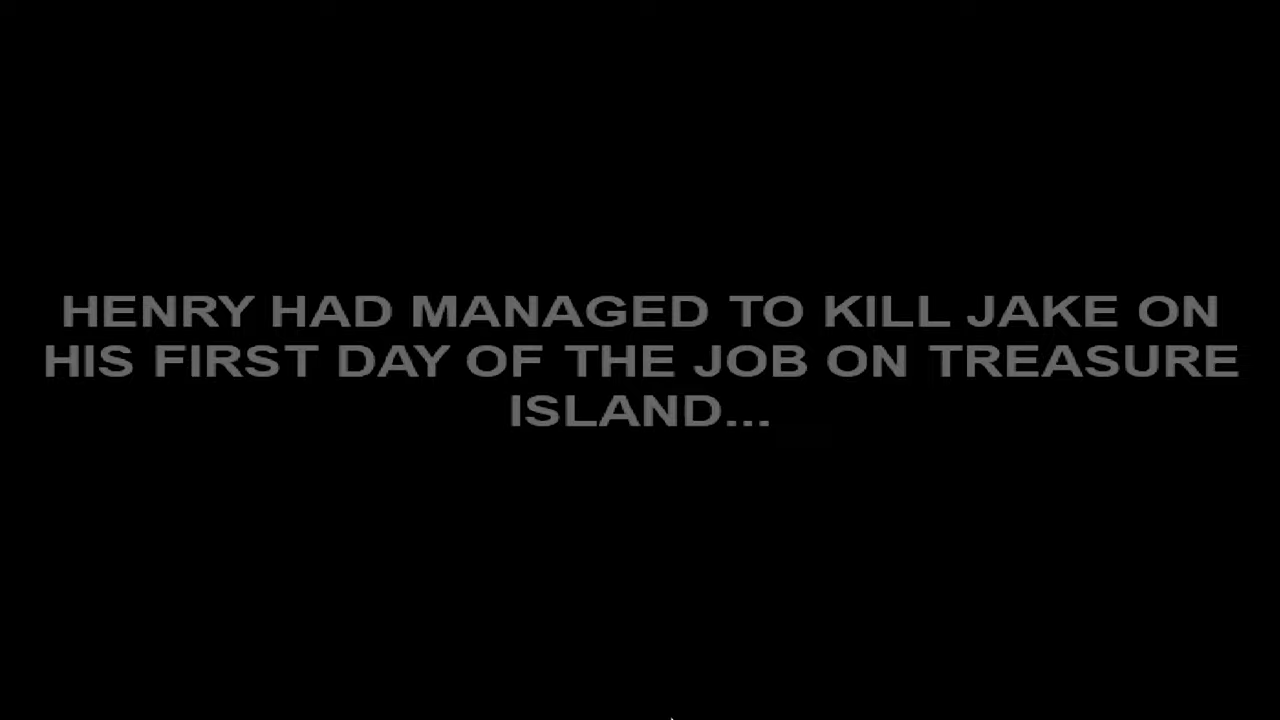 HENRY HAD MANAGED TO KILL JAKE ON
HIS FIRST DAY OF THE JOB ON TREASURE
ISLAND...